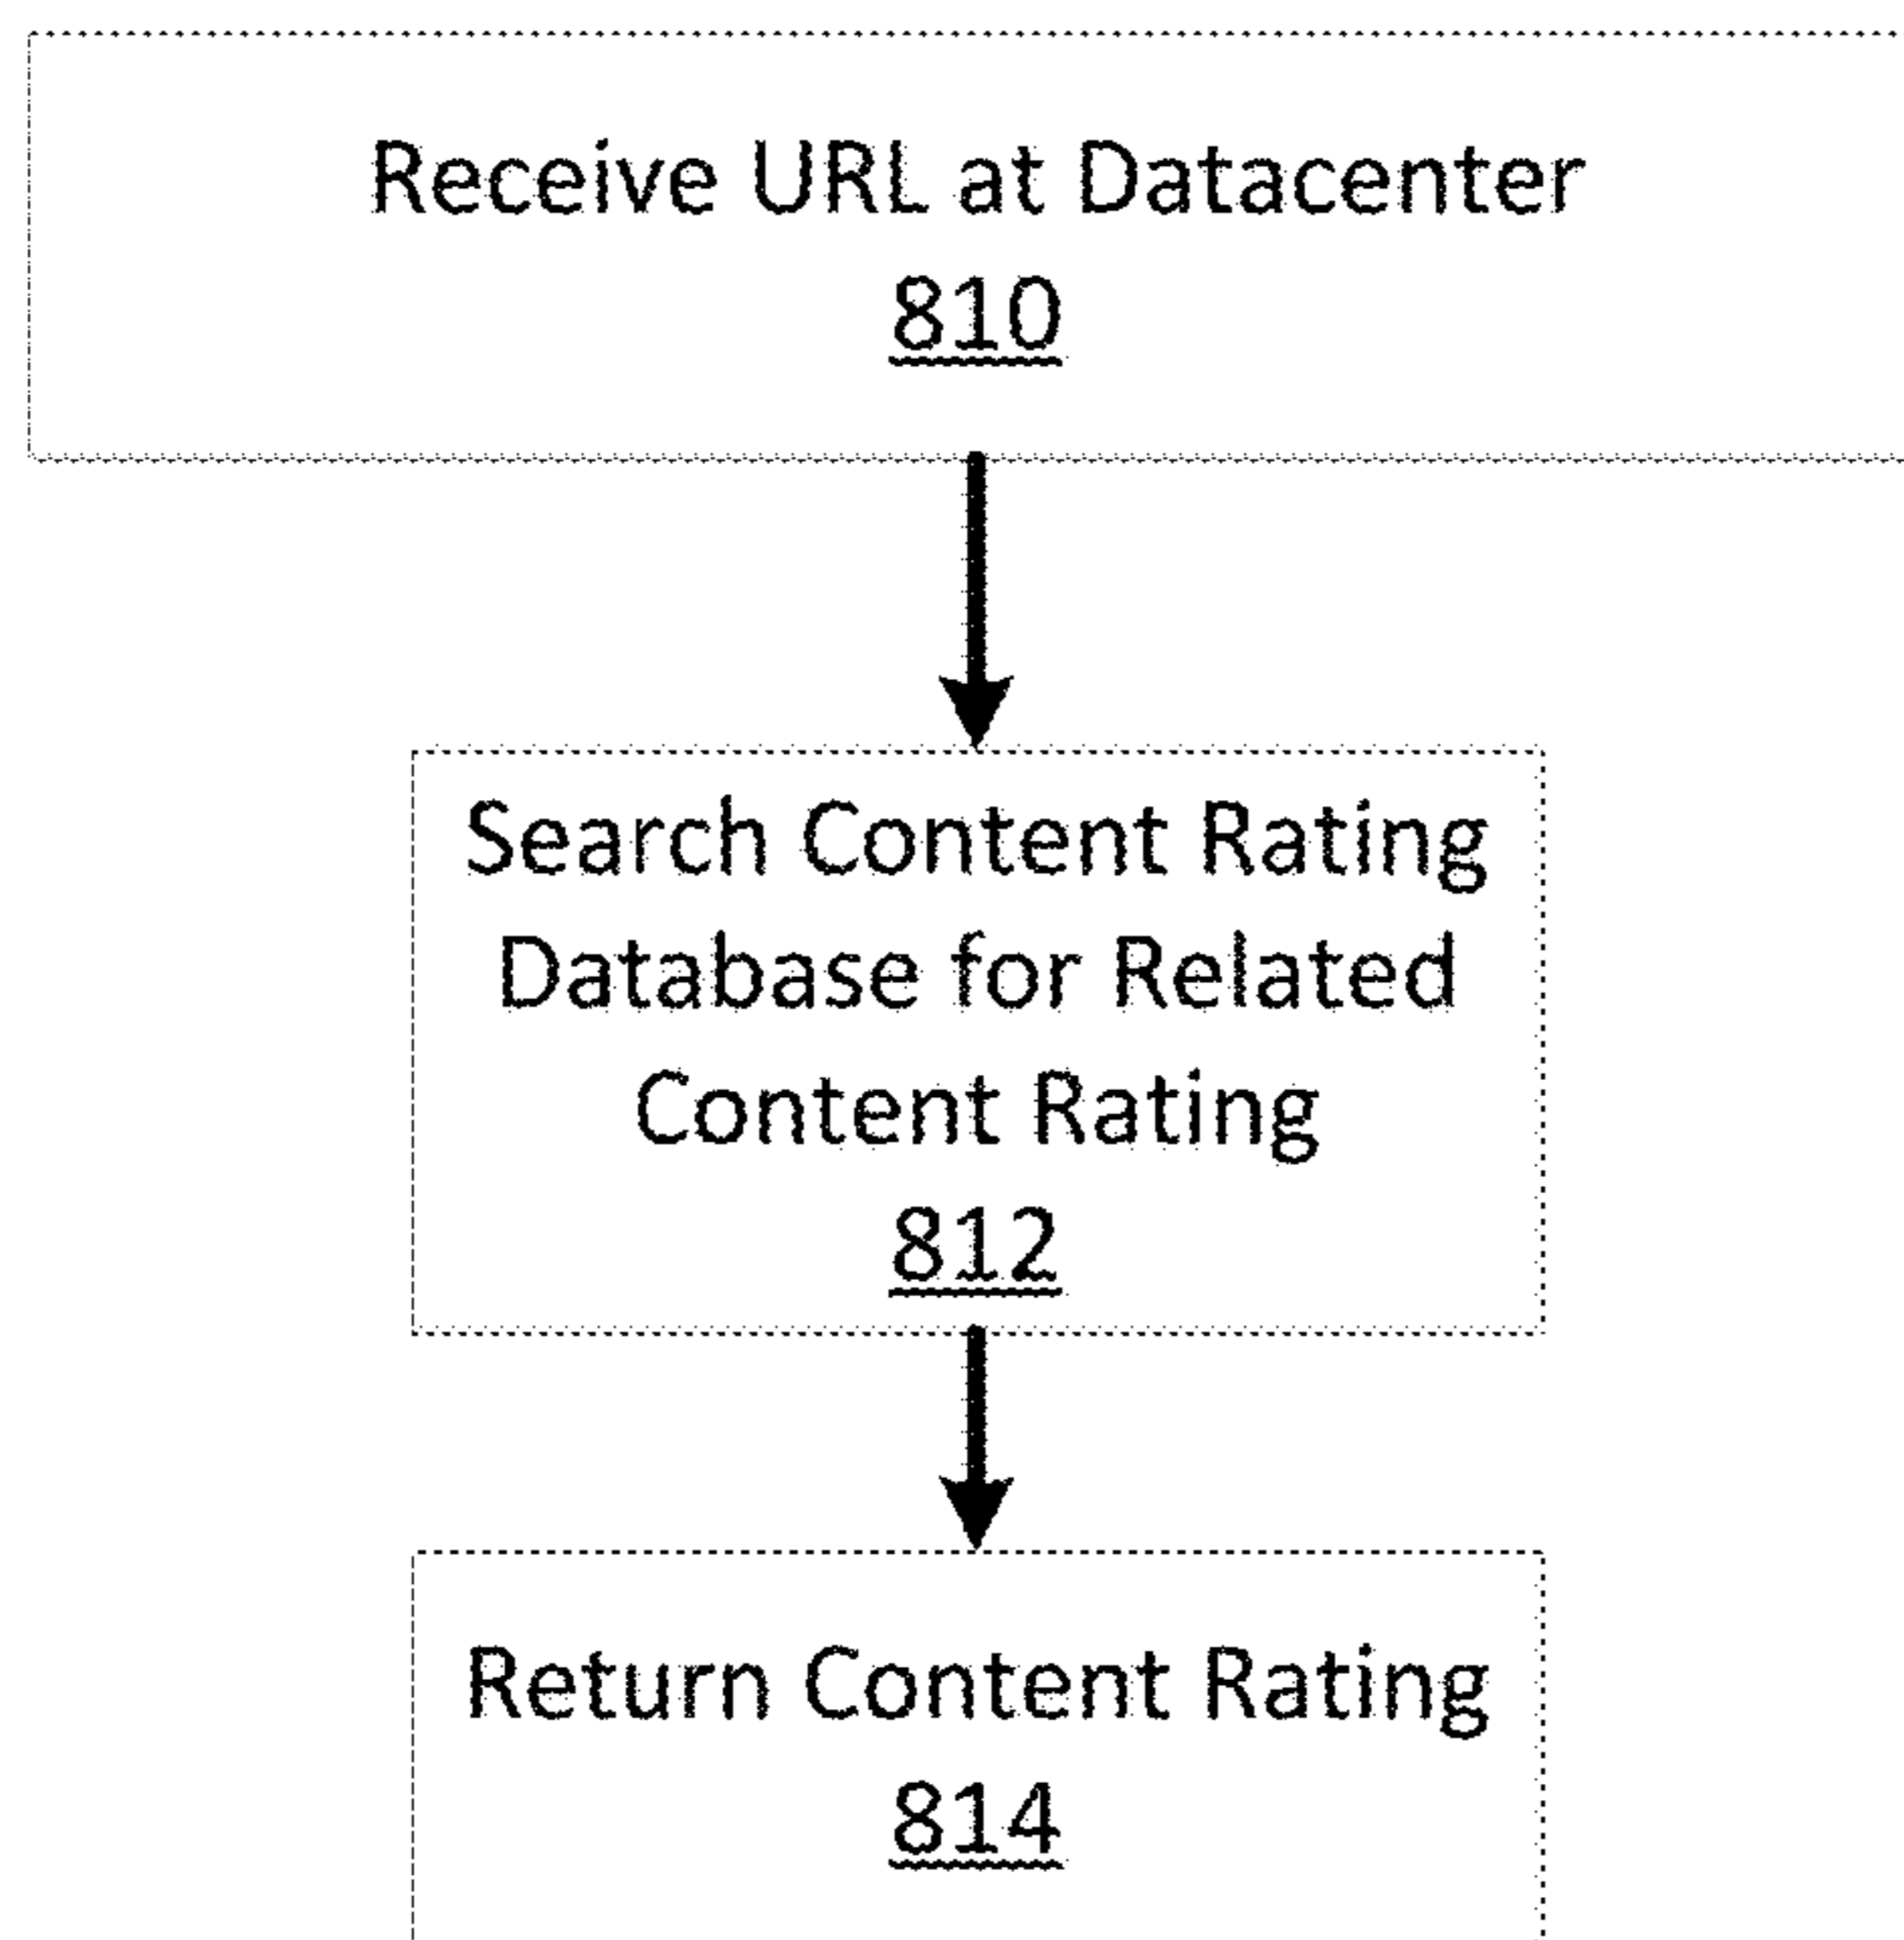 Receive URL at Datacenter
810
Search Content Rating
Database for Related
Content Rating
812
Return Content Rating
814